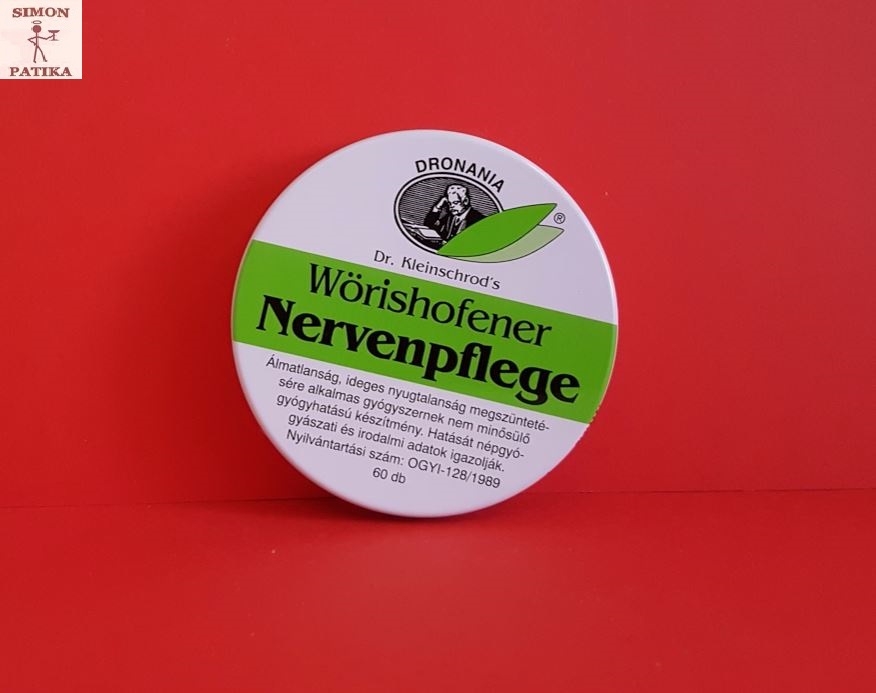 SIMON
PATIKA
DRONANIA
®
Dr. Kleinschrod's
Wörishofener
Nervenpflege
Álmatlanság, ideges nyugtalanság megszünteté-
sére alkalmas gyógyszernek nem minősülő
gyógyhatású készítmény. Hatását népgyó-
gyászati és irodalmi adatok igazolják.
Nyilvántartási szám: OGYI-128/1989
60 db